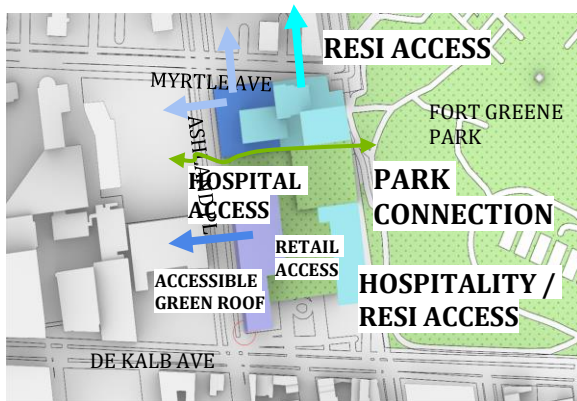 RESI ACCESS
MYRTLE AVE
FORT GREENE
PARK
ASHLAND PL
HOSPITAL
ACCESS
PARK
CONNECTION
RETAIL
ACCESS
ACCESSIBLE
GREEN ROOF
HOSPITALITY /
RESI ACCESS
DE KALB AVE